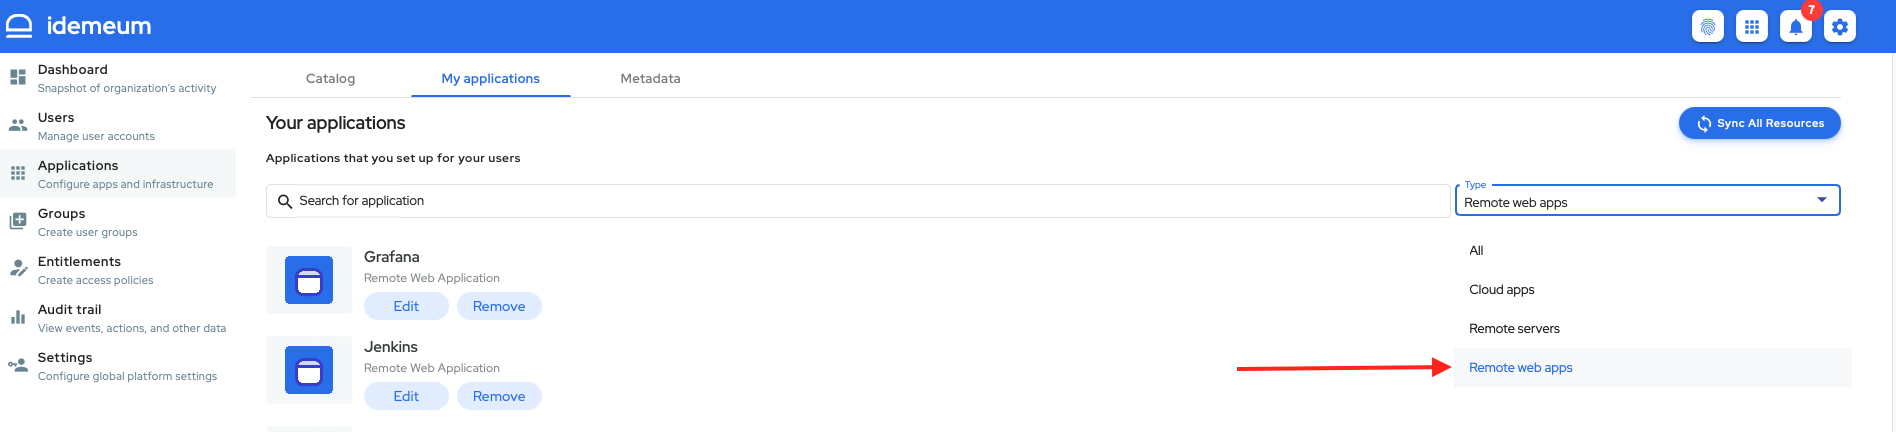 idemeum
7
Dashboard
Snapshot of organization's activity
Users
Manage user accounts
Applications
Configure apps and infrastructure
Groups
Create user groups
Entitlements
Create access policies
Audit trail
View events, actions, and other data
Settings
Configure global platform settings
Catalog
My applications
Metadata
Your applications
Sync All Resources
Applications that you set up for your users
Search for application
Type
Remote web apps
All
Cloud apps
Remote servers
Remote web apps
Grafana
Remote Web Application
Edit
Remove
Jenkins
Remote Web Application
Edit
Remove